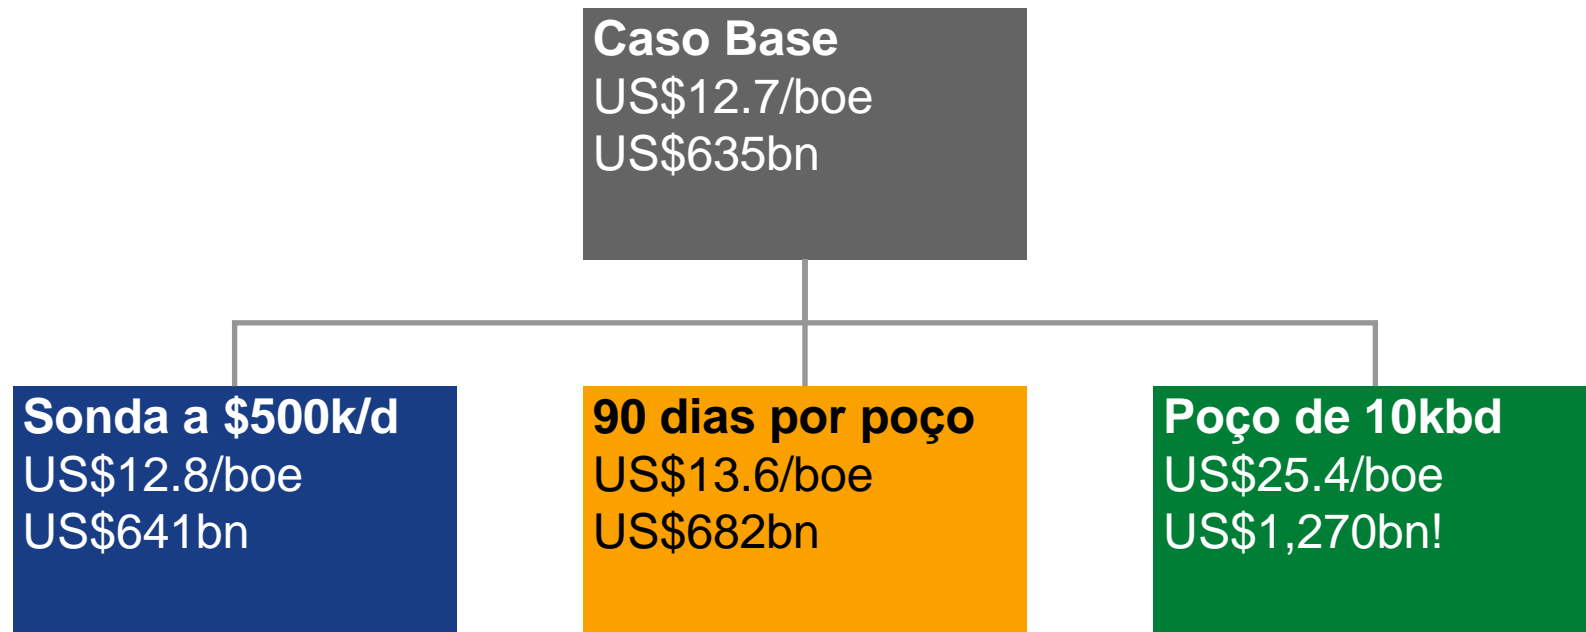 Caso Base
US$12.7/boe
US$635bn
Sonda a $500k/d
US$12.8/boe
US$641bn
90 dias por poço
US$13.6/boe
US$682bn
Poço de 10kbd
US$25.4/boe
US$1,270bn!